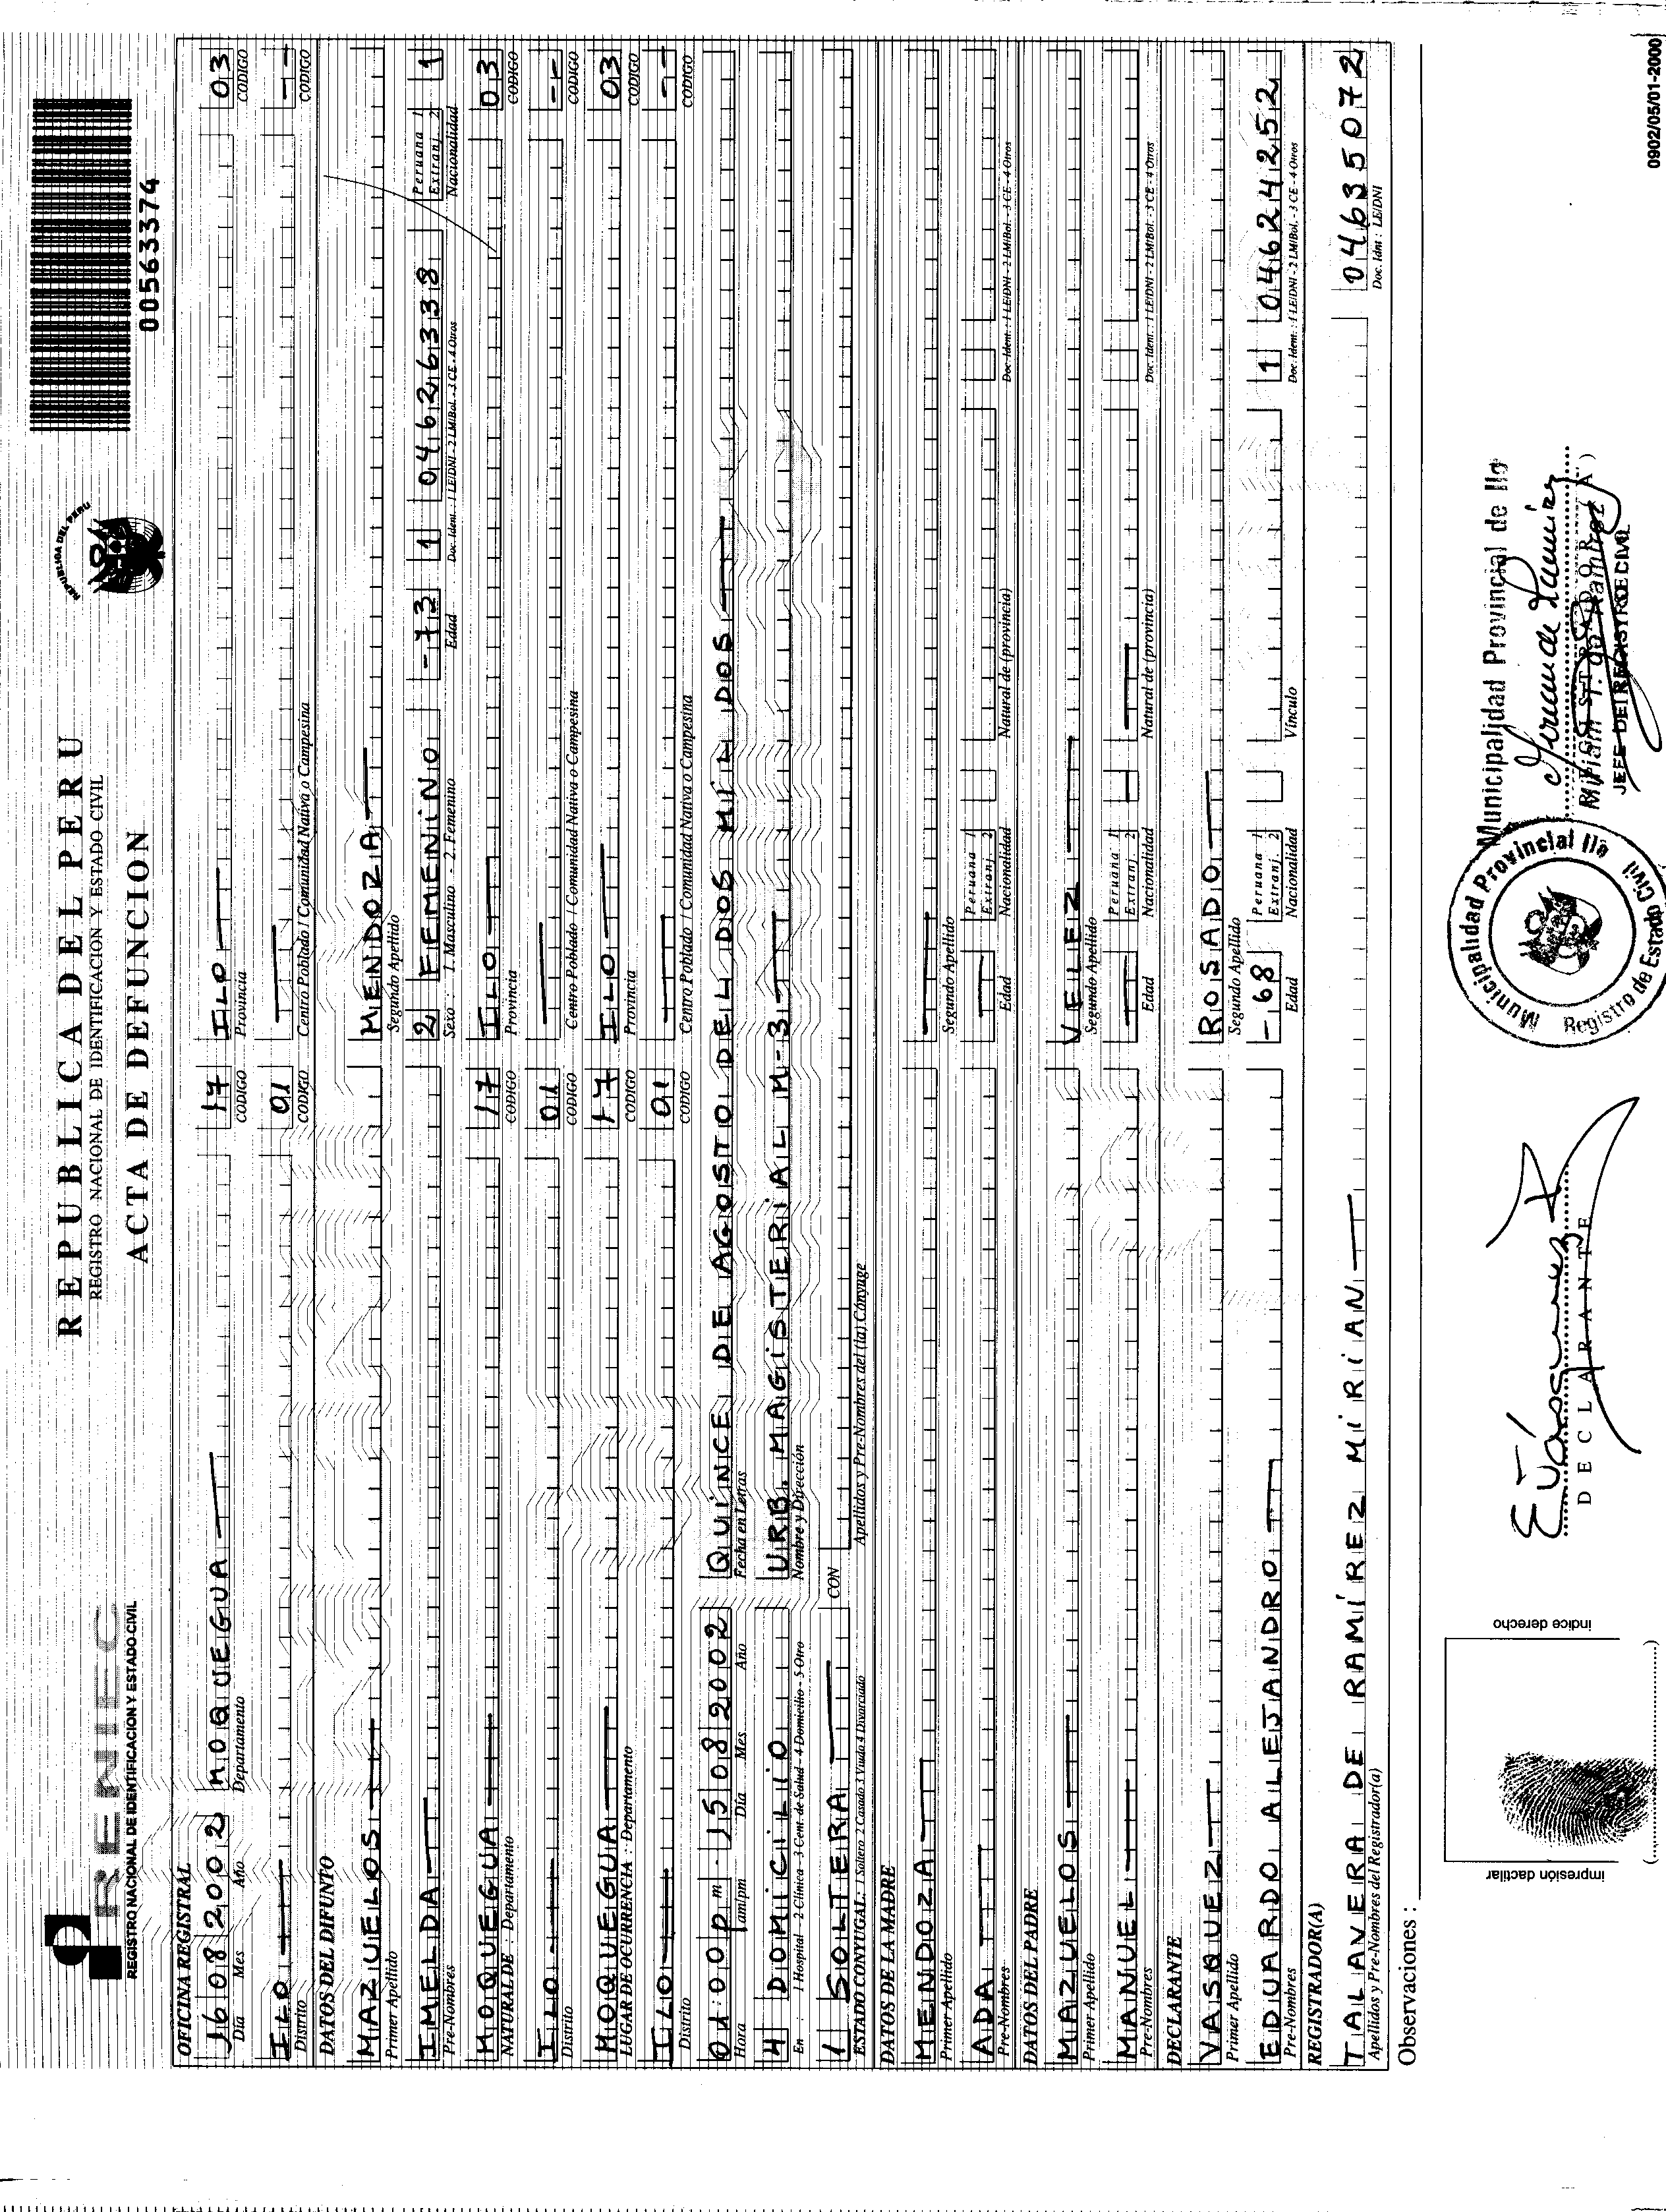 RENIEC
REGISTRO NACIONAL DE IDENTIFICACION Y ESTADO CIVIL
REPUBLICA DEL PERU
REPUBLICA DEL PERU
REGISTRO NACIONAL DE IDENTIFICACION Y ESTADO CIVIL
ACTA DE DEFUNCION
00563374
OFICINA REGISTRAL
16 08 2002 MOQUEGUA 17 ILO 03
Día Mes Año Departamento CODIGO Provincia CODIGO
ILO 01 --
Distrito CODIGO Centro Poblado / Comunidad Nativa o Campesina CODIGO
DATOS DEL DIFUNTO
MAZUELOS MENDOZA
Primer Apellido Segundo Apellido
IMELDA 2 FEMENINO -73 1 1 04626338 Peruana 1 Extranj. 2 1
Pre-Nombres Sexo : 1. Masculino - 2. Femenino Edad Doc. Ident. 1 LE/DNI - 2 LM/Bol. - 3 CE - 4 Otros Nacionalidad
MOQUEGUA 17 ILO 03
NATURAL DE : Departamento CODIGO Provincia CODIGO
ILO 01 --
Distrito CODIGO Centro Poblado / Comunidad Nativa o Campesina CODIGO
MOQUEGUA 17 ILO 03
LUGAR DE OCURRENCIA : Departamento CODIGO Provincia CODIGO
ILO 01 --
Distrito CODIGO Centro Poblado / Comunidad Nativa o Campesina CODIGO
01:00 pm - 15 08 2002 QUINCE DE AGOSTO DEL DOS MIL DOS
Hora am/pm Día Mes Año Fecha en Letras
4 DOMICILIO URB. MAGISTERIAL M-3
En : 1 Hospital - 2 Clínica - 3 Cent. de Salud - 4 Domicilio - 5 Otro Nombre y Dirección
1 SOLTERA CON
ESTADO CONYUGAL: 1 Soltero 2 Casado 3 Viudo 4 Divorciado Apellidos y Pre-Nombres del (la) Cónyuge
DATOS DE LA MADRE
MENDOZA
Primer Apellido Segundo Apellido
ADA Peruana 1 Extranj. 2
Pre-Nombres Edad Nacionalidad Natural de (provincia) Doc. Ident. : 1 LE/DNI - 2 LM/Bol. - 3 CE - 4 Otros
DATOS DEL PADRE
MAZUELOS VELEZ
Primer Apellido Segundo Apellido
MANUEL Peruana 1 Extranj. 2
Pre-Nombres Edad Nacionalidad Natural de (provincia) Doc. Ident. : 1 LE/DNI - 2 LM/Bol. - 3 CE - 4 Otros
DECLARANTE
VASQUEZ ROSADO
Primer Apellido Segundo Apellido
EDUARDO ALEJANDRO -68 Peruana 1 Extranj. 2 1 04624252
Pre-Nombres Edad Nacionalidad Vínculo Doc. Ident. : 1 LE/DNI - 2 LM/Bol. - 3 CE - 4 Otros
REGISTRADOR(A)
TALAVERA DE RAMÍREZ MIRIAN 04635072
Apellidos y Pre-Nombres del Registrador(a) Doc. Idnt : LE/DNI
Observaciones :
impresión dactilar
índice derecho
DECLARANTE
Municipalidad Provincial Ilo
Registro de Estado Civil
Municipalidad Provincial de Ilo
REGISTRADOR(A)
JEFE DEL REGISTRO CIVIL
0902/05/01-2000